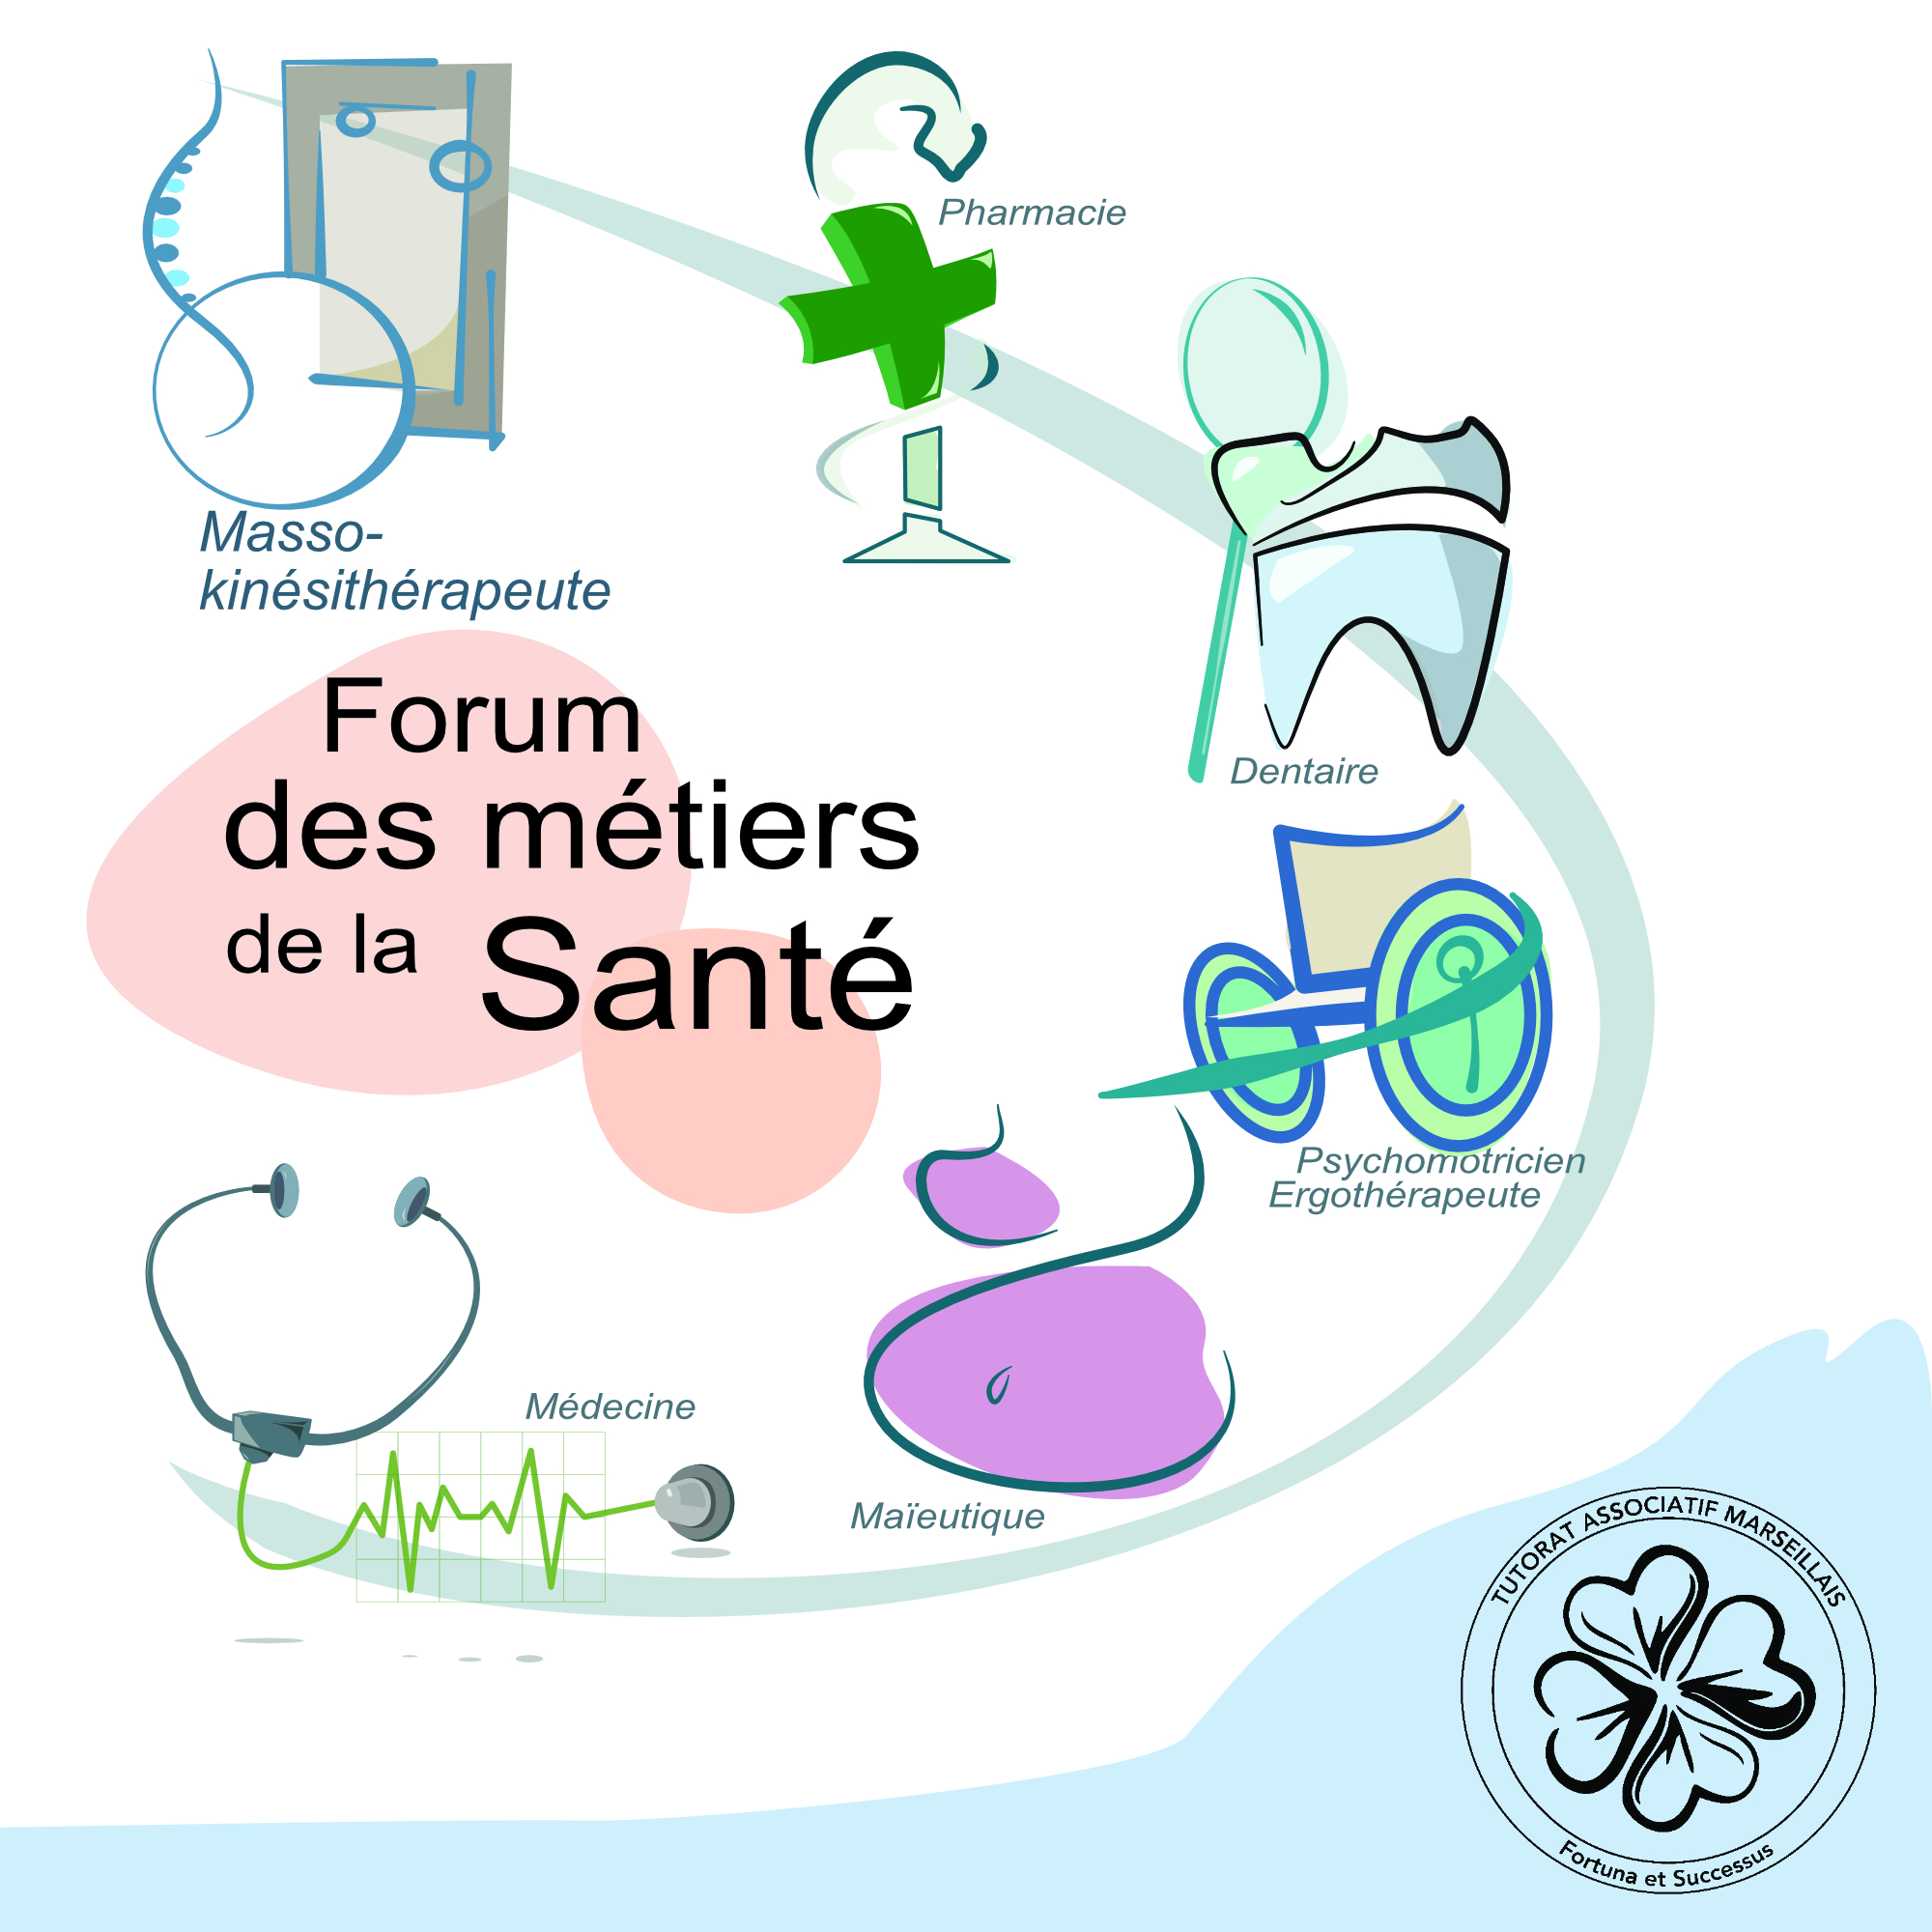 Pharmacie
Masso-
kinésithérapeute
Forum
des métiers
de la Santé
Dentaire
Psychomotricien
Ergothérapeute
Médecine
Maïeutique
TUTORAT ASSOCIATIF MARSEILLAIS
Fortuna et Successus